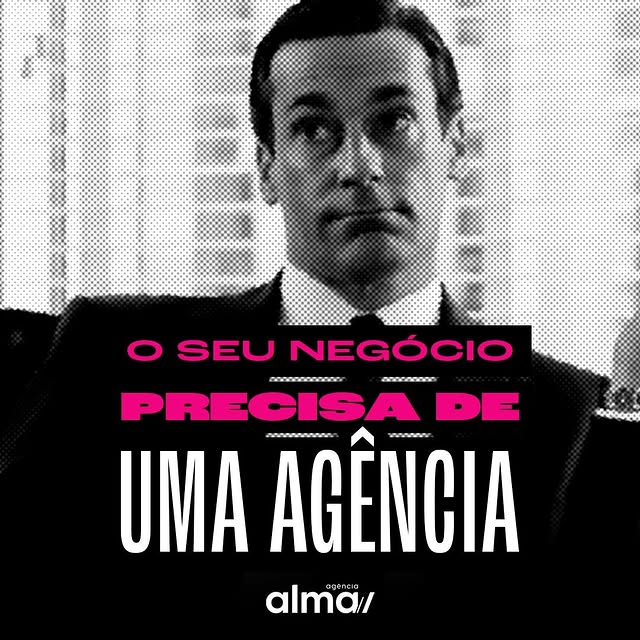 O SEU NEGÓCIO
PRECISA DE
UMA AGÊNCIA
agência
alma//